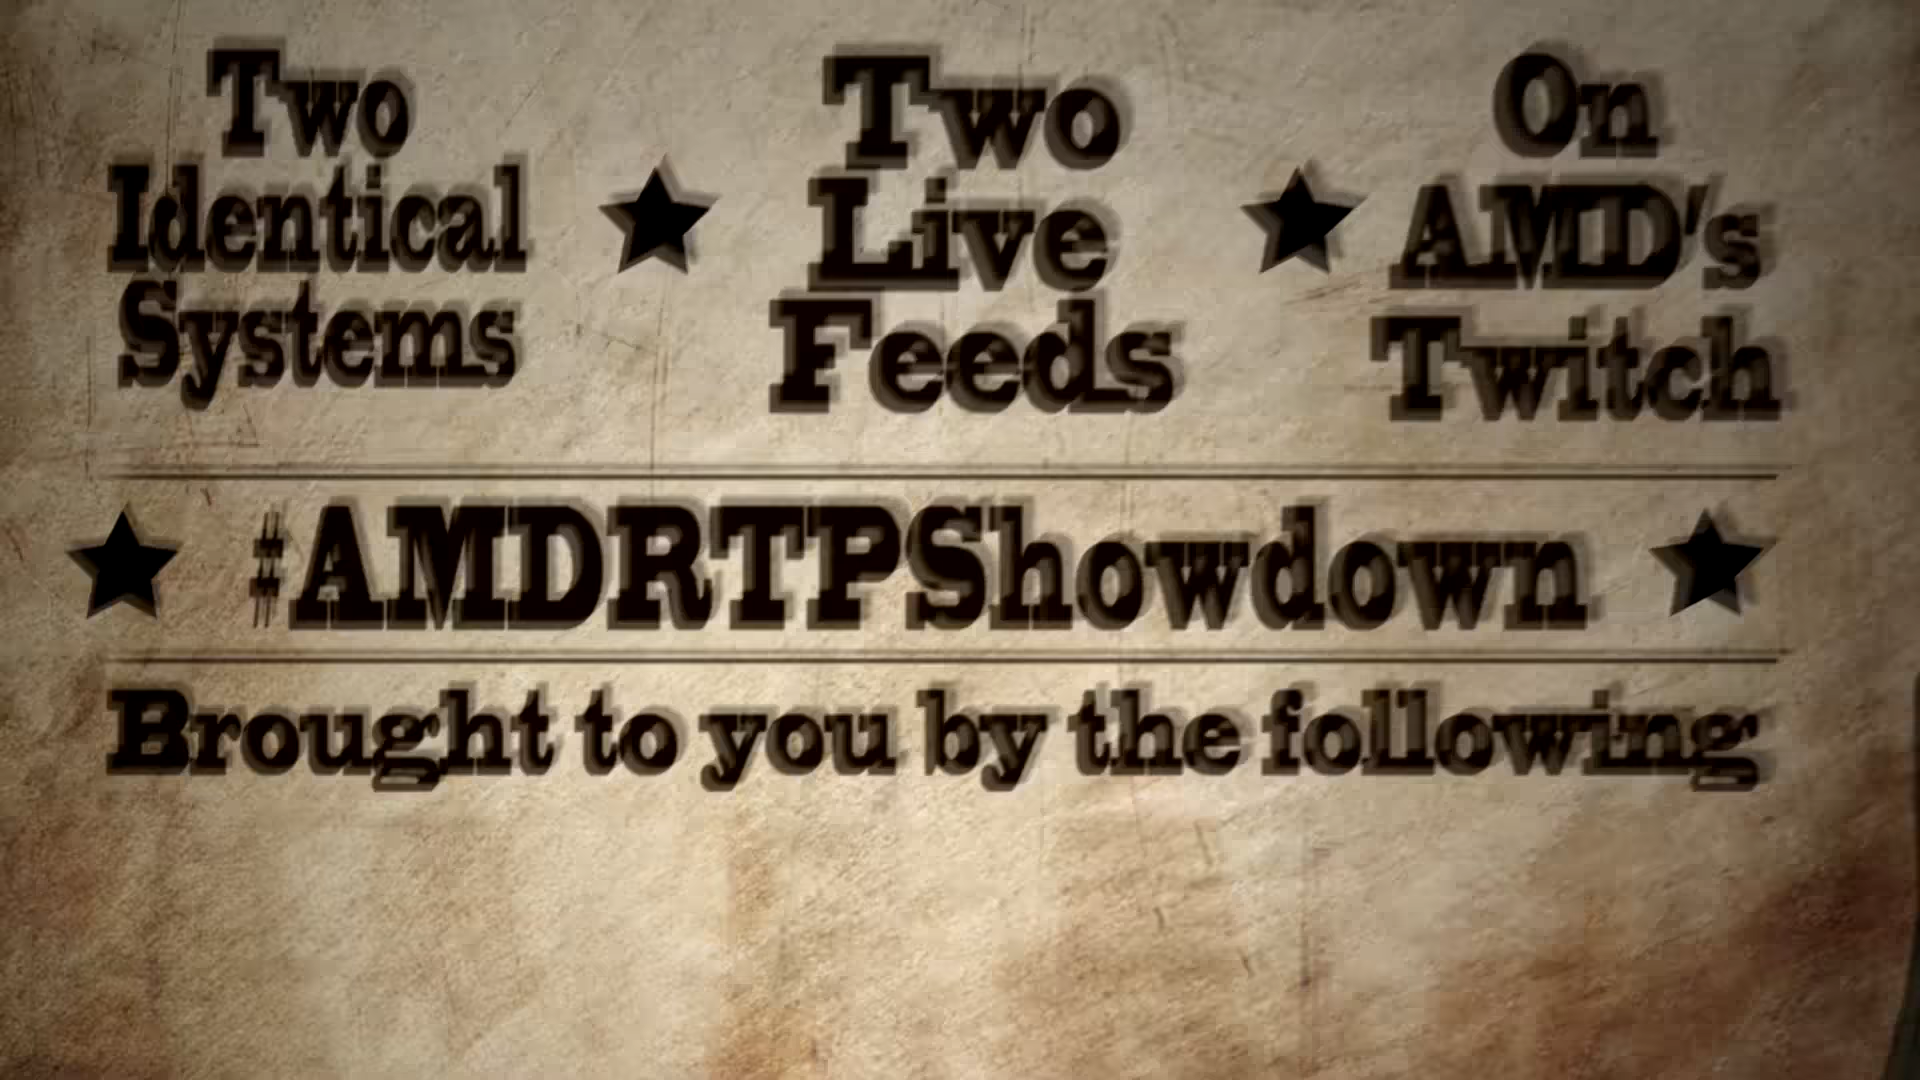 Two
Identical
Systems
Two
Live
Feeds
On
AMD's
Twitch
#AMDRTPShowdown
Brought to you by the following